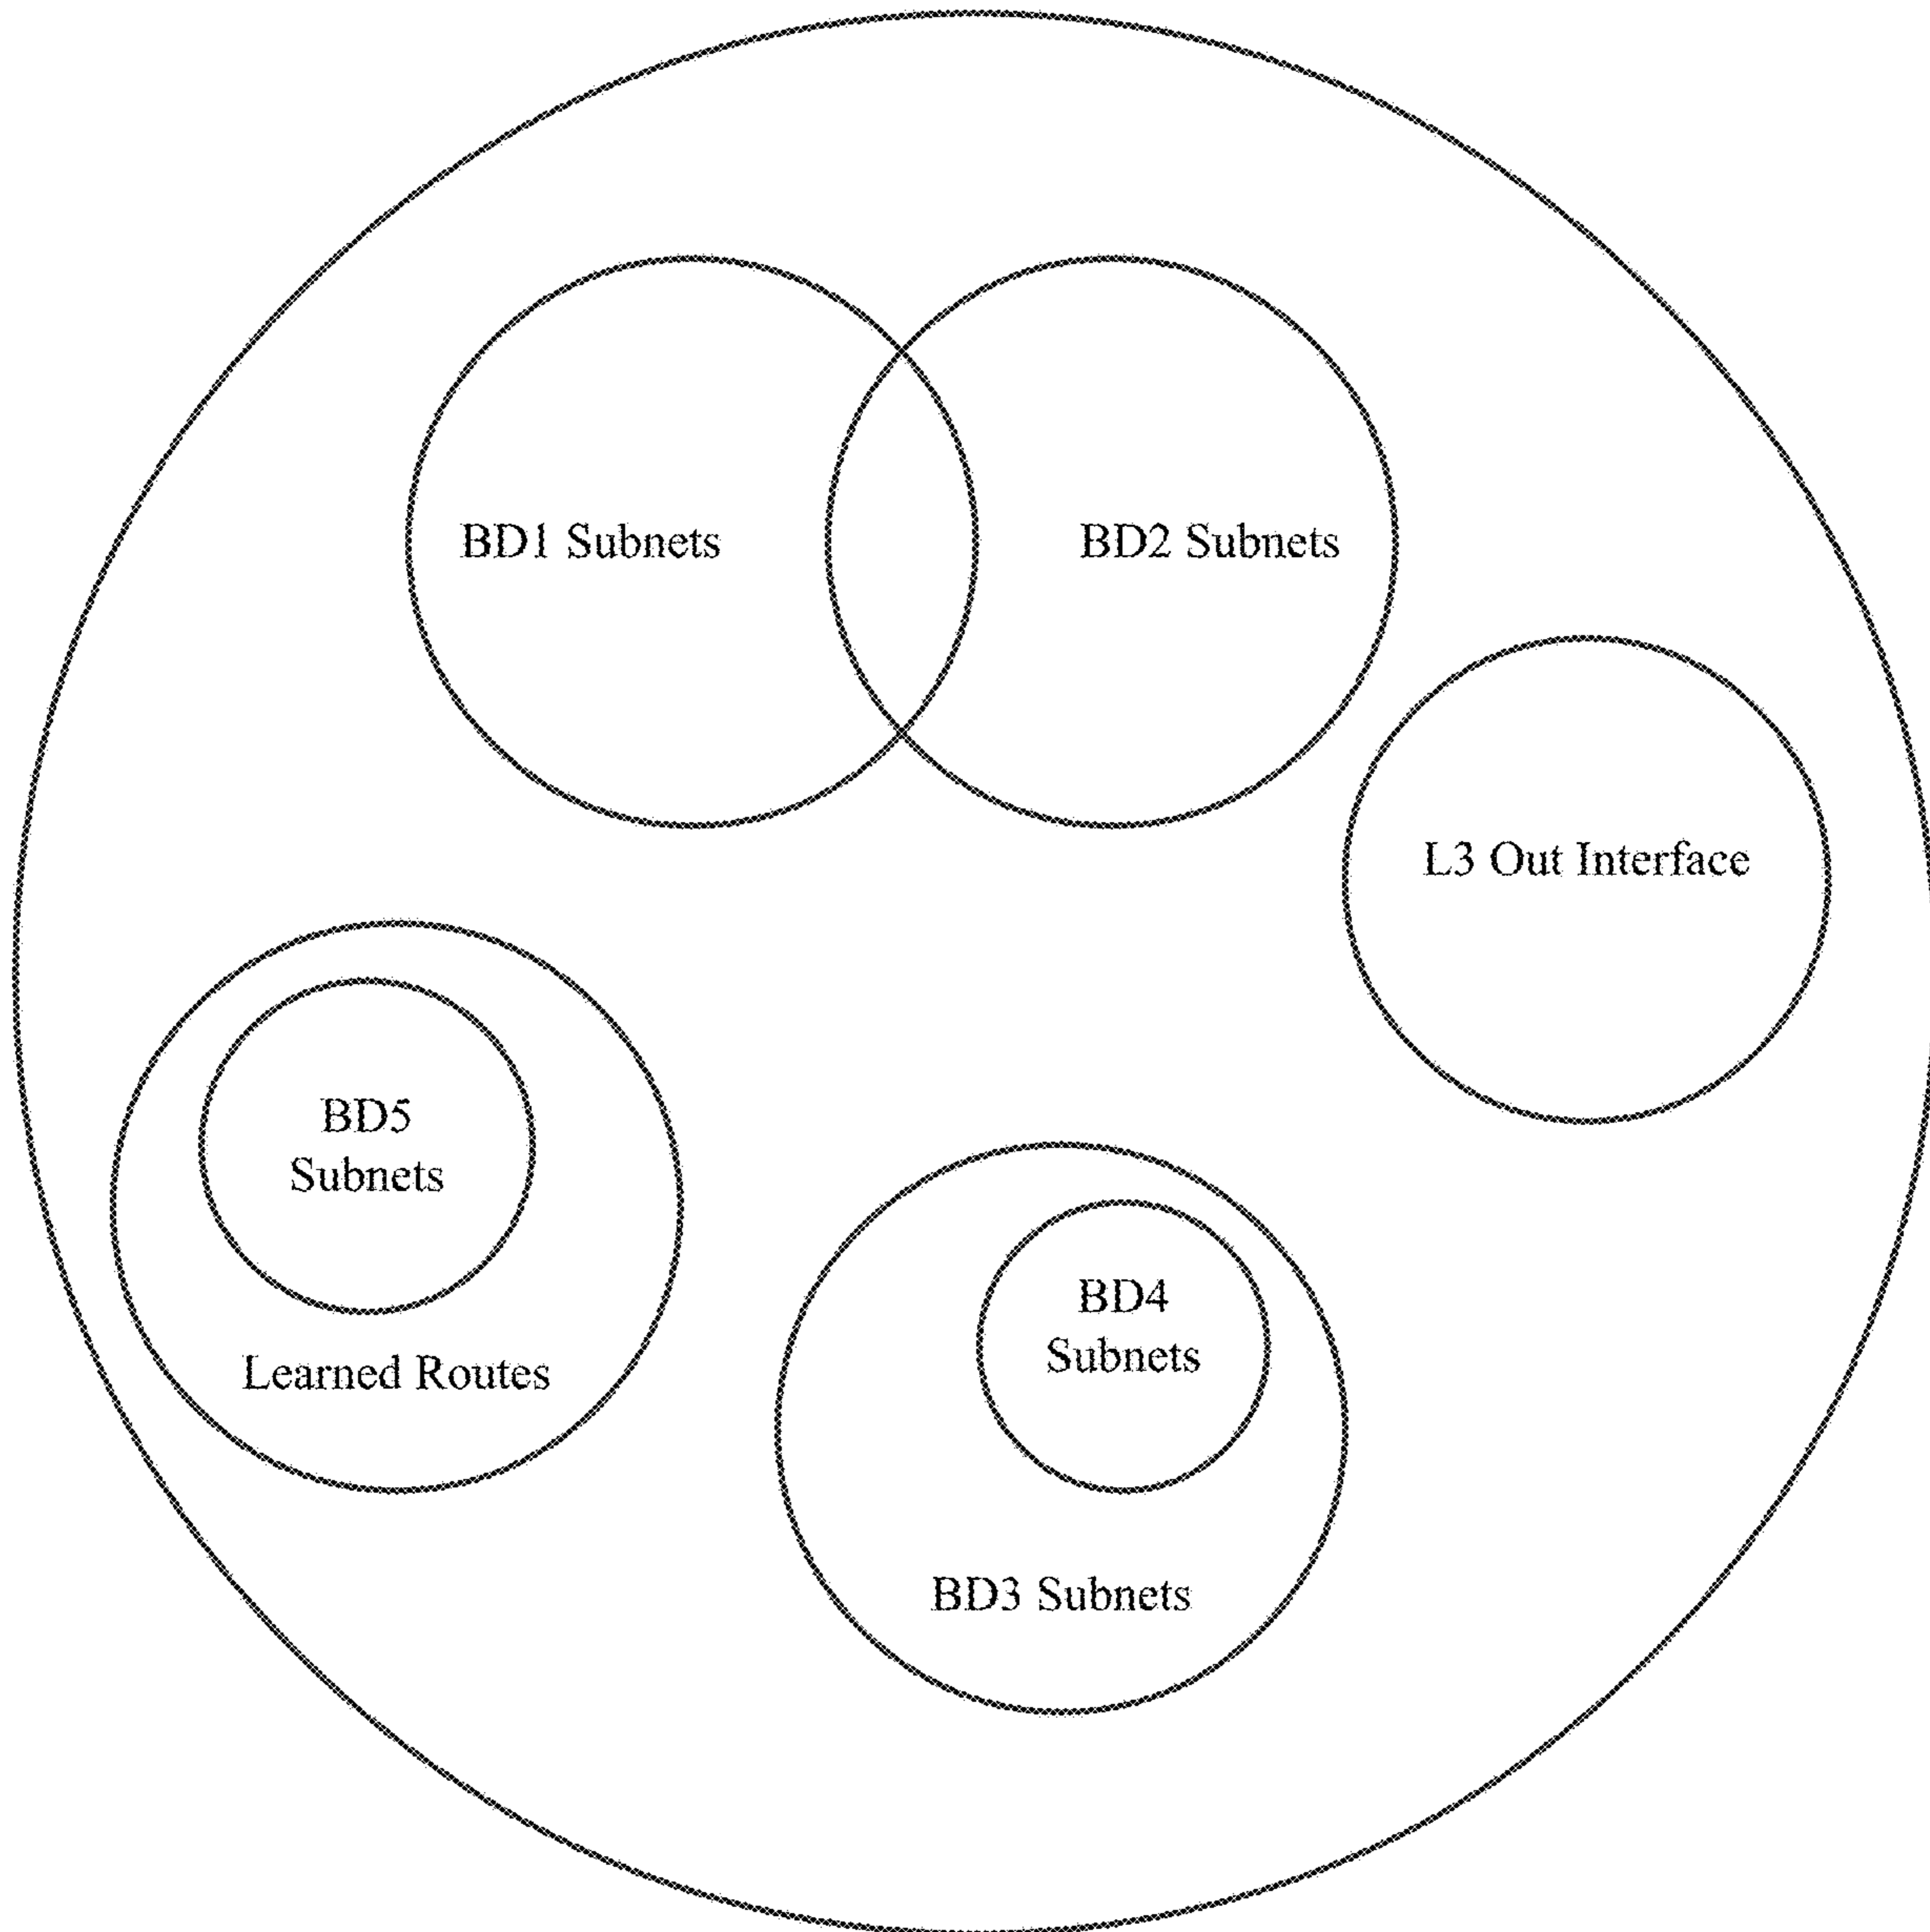 BD1 Subnets
BD2 Subnets
L3 Out Interface
BD5
Subnets
Learned Routes
BD4
Subnets
BD3 Subnets